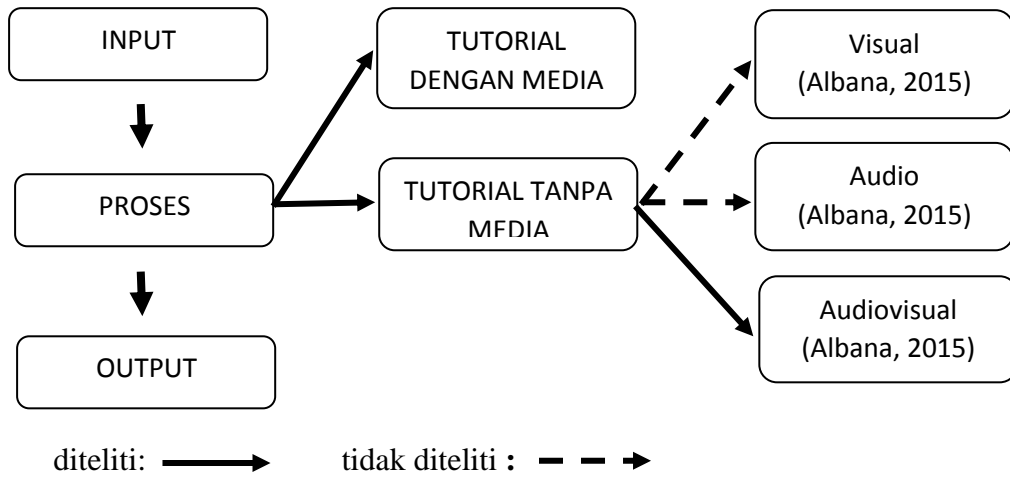 INPUT
TUTORIAL
DENGAN MEDIA
Visual
(Albana, 2015)
PROSES
TUTORIAL TANPA
MEDIA
Audio
(Albana, 2015)
OUTPUT
Audiovisual
(Albana, 2015)
diteliti:
tidak diteliti :